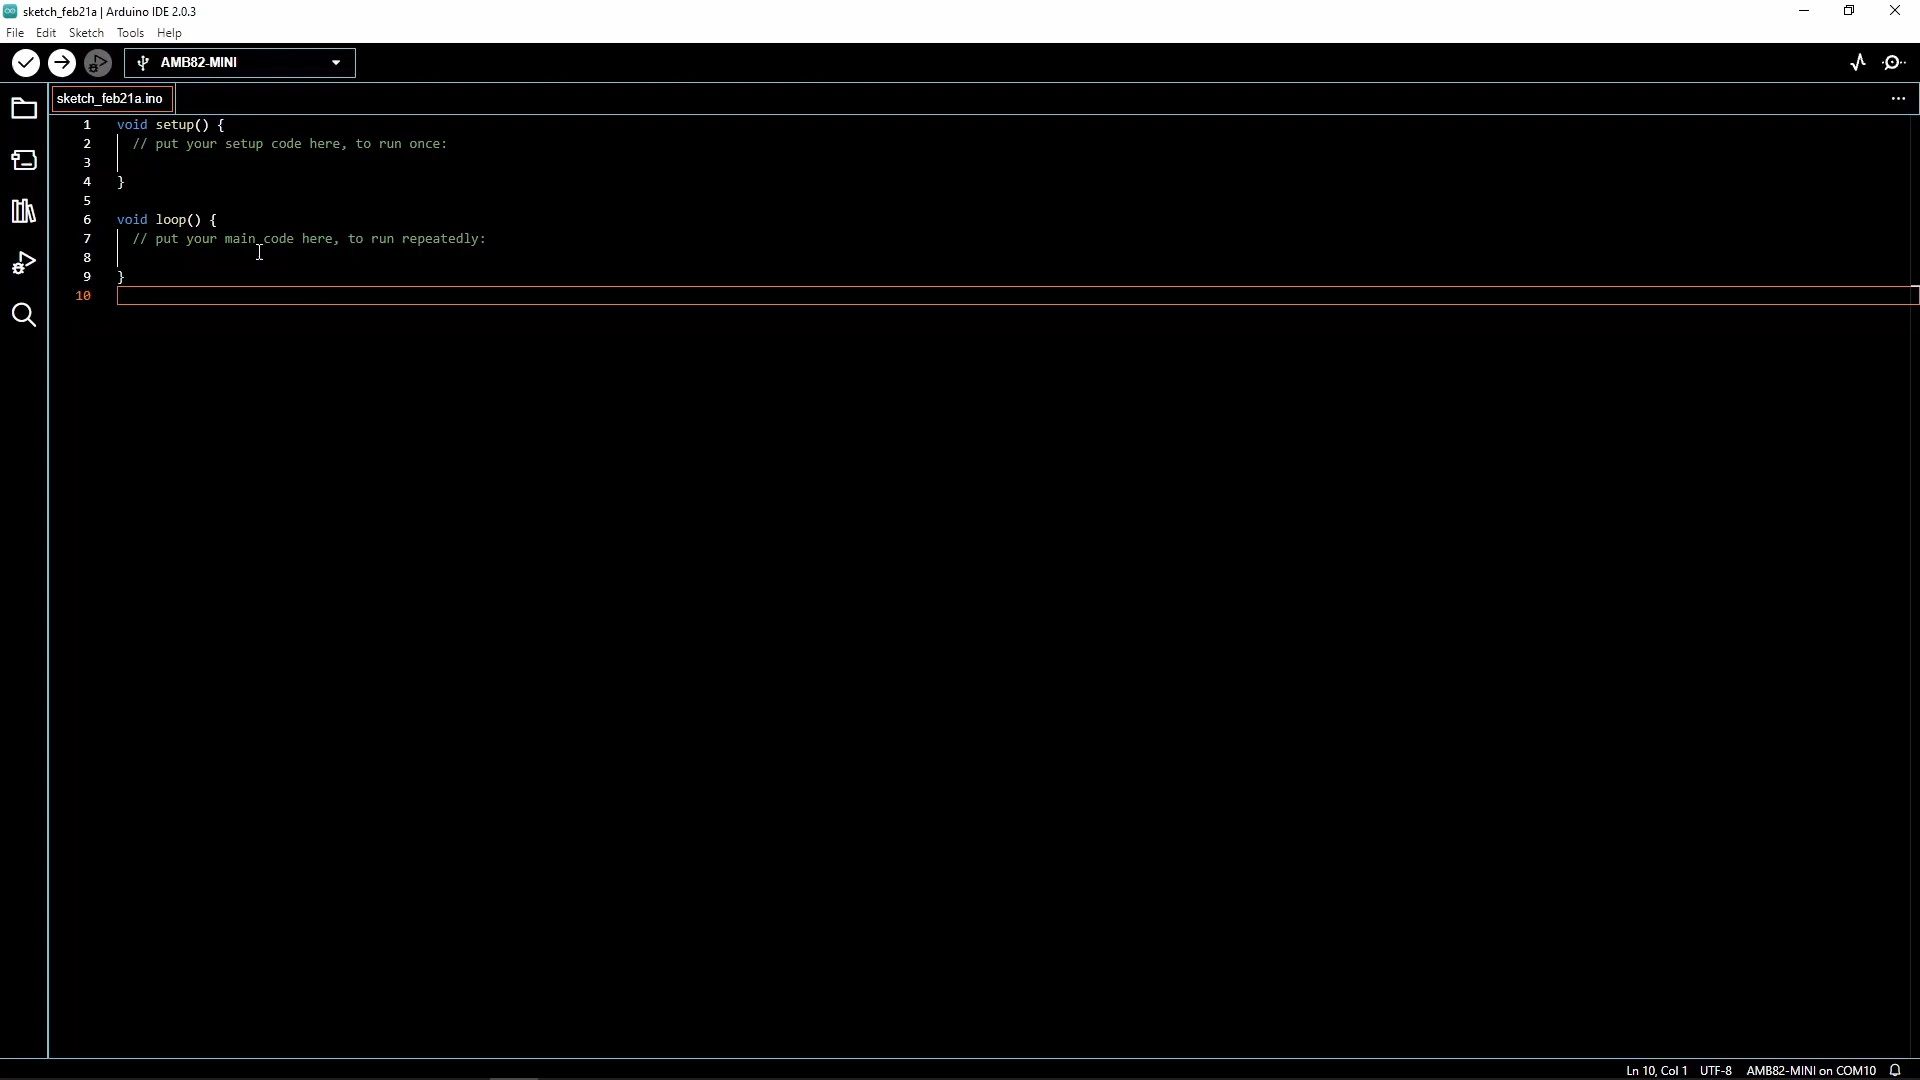 sketch_feb21a | Arduino IDE 2.0.3
File Edit Sketch Tools Help
AMB82-MINI
sketch_feb21a.ino
1 void setup() {
2 // put your setup code here, to run once:
3
4 }
5
6 void loop() {
7 // put your main code here, to run repeatedly:
8
9 }
10
Ln 10, Col 1 UTF-8 AMB82-MINI on COM10